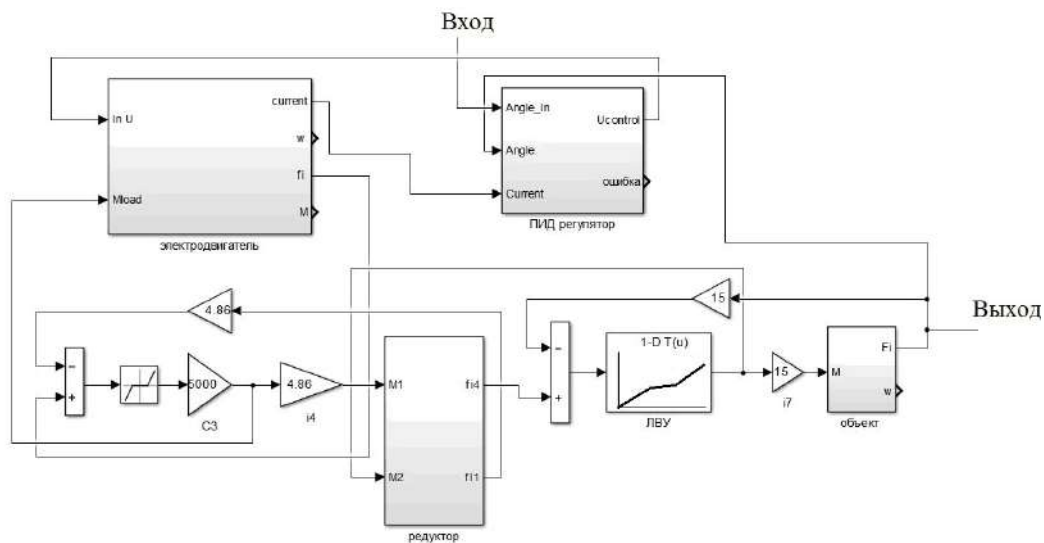 Вход
In U
Mload
current
w
fi
M
электродвигатель
Angle_In
Angle
Current
Ucontrol
ошибка
ПИД регулятор
4.86
−
+
5000
C3
4.86
i4
M1
M2
fi4
fi1
редуктор
15
−
+
1-D T(u)
ЛВУ
15
i7
M
Fi
w
объект
Выход